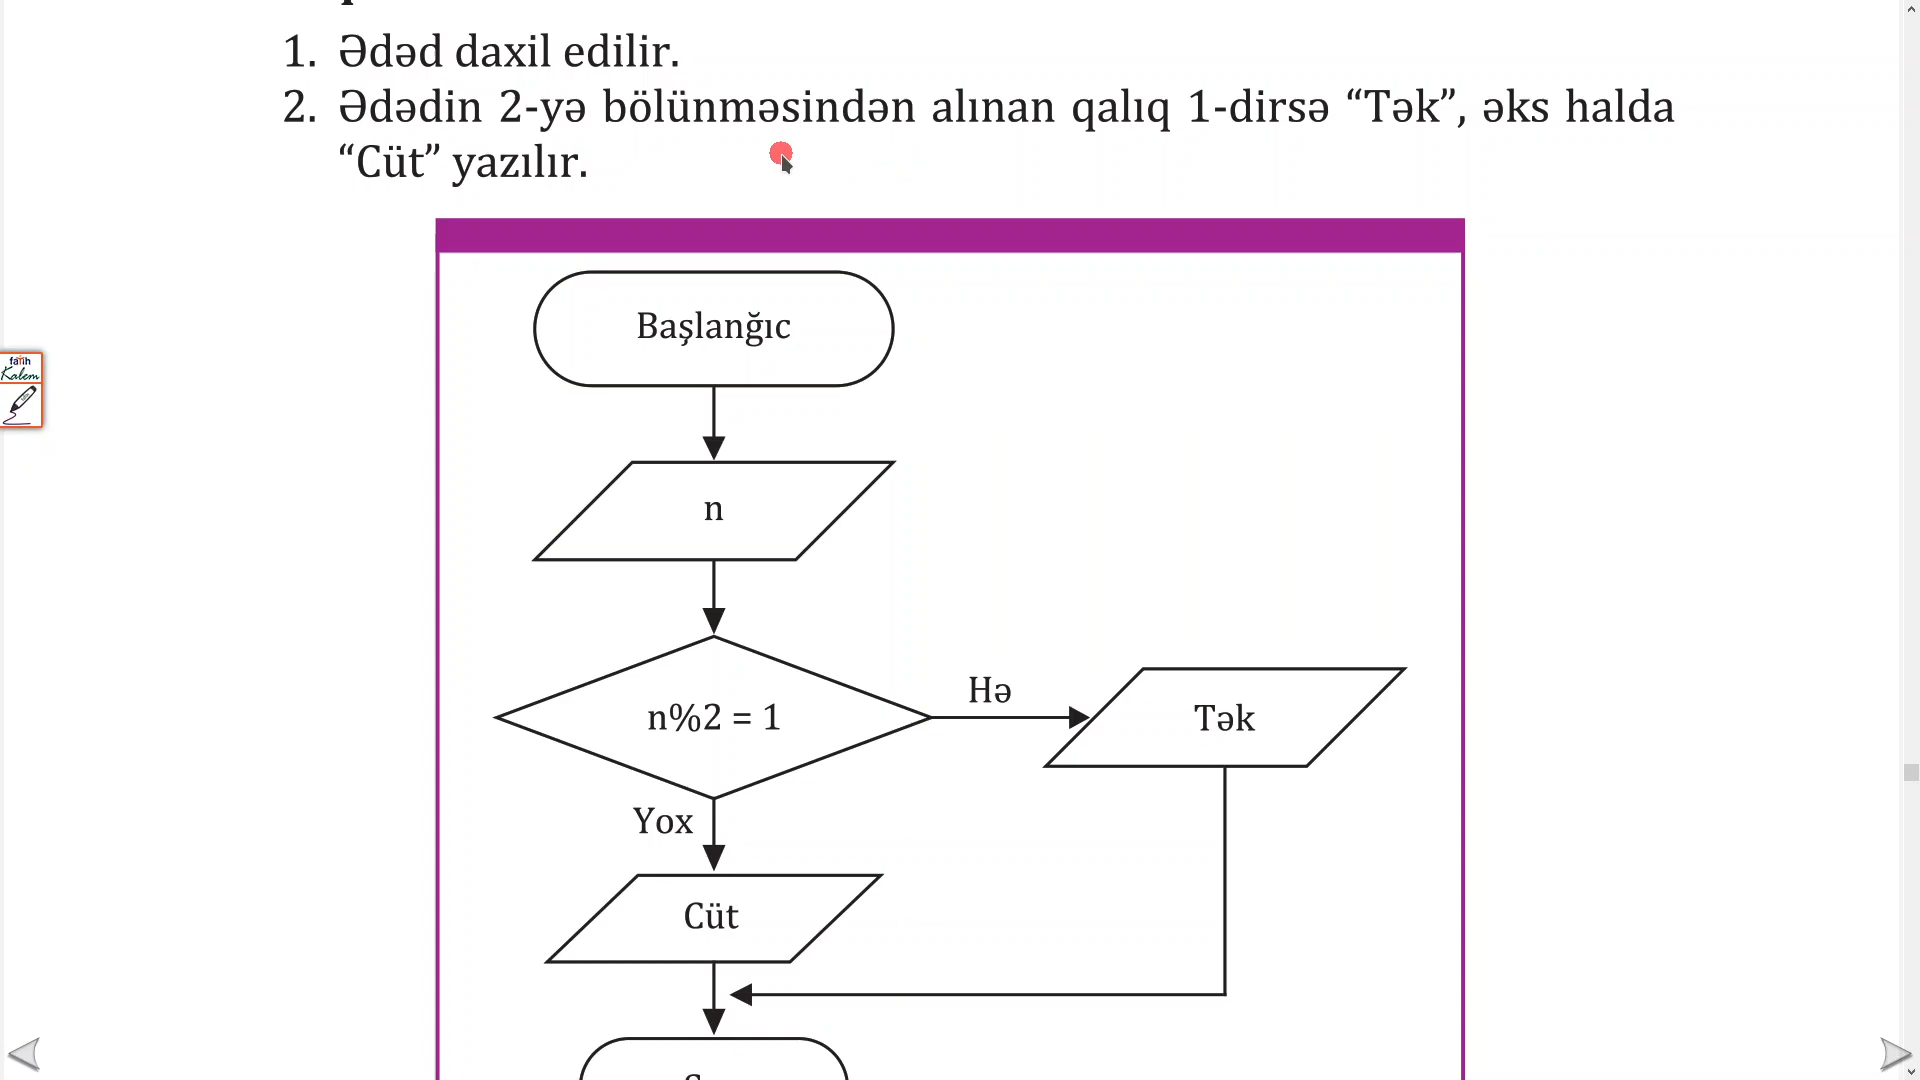 1. Ədəd daxil edilir.
2. Ədədin 2-yə bölünməsindən alınan qalıq 1-dirsə “Tək”, əks halda
“Cüt” yazılır.
Başlanğıc
fatih
Kalem
n
n%2 = 1
Hə
Tək
Yox
Cüt